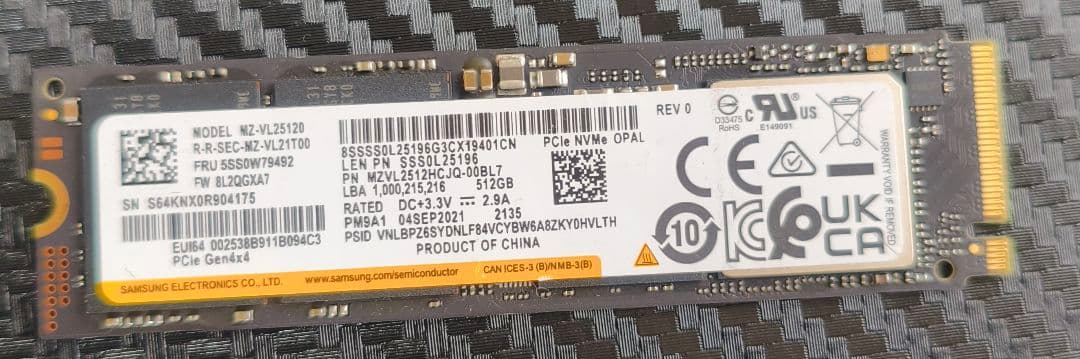 MODEL MZ-VL25120
R-R-SEC-MZ-VL21T00
FRU 5SS0W79492
FW 8L2QGXA7
SN S64KNX0R904175
EUI64 002538B911B094C3
PCIe Gen4x4
SAMSUNG ELECTRONICS CO., LTD.
www.samsung.com/semiconductor
CAN ICES-3 (B)/NMB-3(B)
REV 0
8SSSS0L25196G3CX19401CN
LEN PN SSS0L25196
PN MZVL2512HCJQ-00BL7
LBA 1,000,215,216 512GB
RATED DC+3.3V ⎓ 2.9A
PM9A1 04SEP2021 2135
PSID VNLBPZ6SYDNLF84VCYBW6A8ZKY0HVLTH
PRODUCT OF CHINA
PCIe NVMe OPAL
D33475
RoHS
c RU US
E149091
CE
10
UK
CA
WARRANTY VOID IF REMOVED